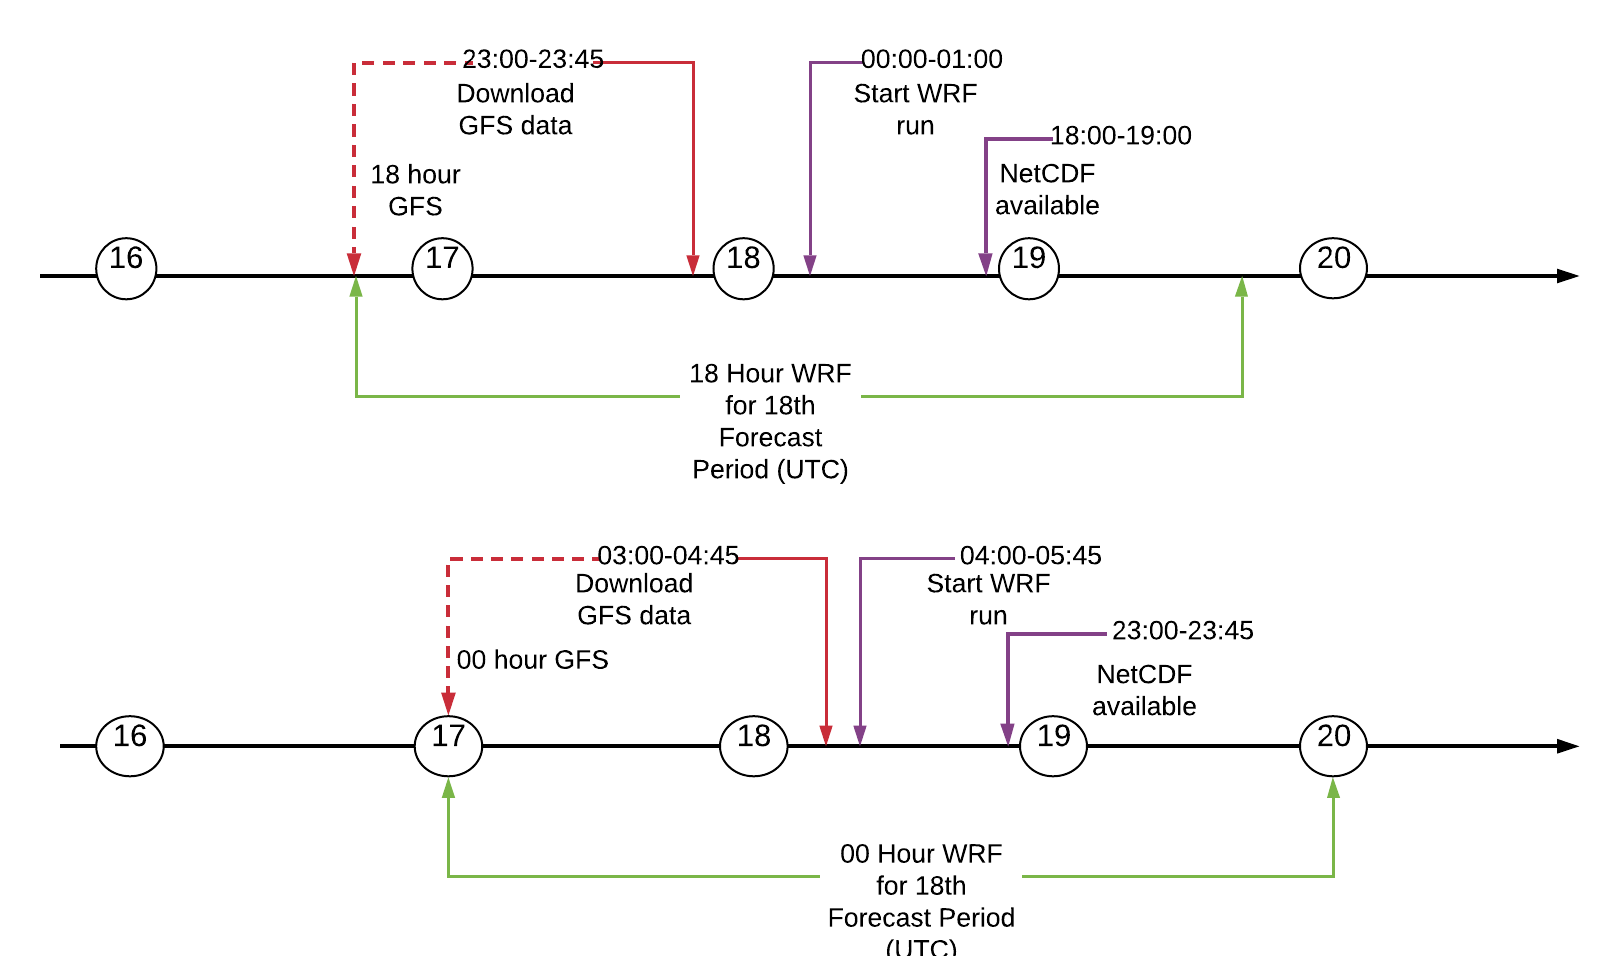 23:00-23:45
Download
GFS data
00:00-01:00
Start WRF
run
18:00-19:00
NetCDF
available
18 hour
GFS
16
17
18
19
20
18 Hour WRF
for 18th
Forecast
Period (UTC)
03:00-04:45
Download
GFS data
04:00-05:45
Start WRF
run
23:00-23:45
NetCDF
available
00 hour GFS
16
17
18
19
20
00 Hour WRF
for 18th
Forecast Period
(UTC)